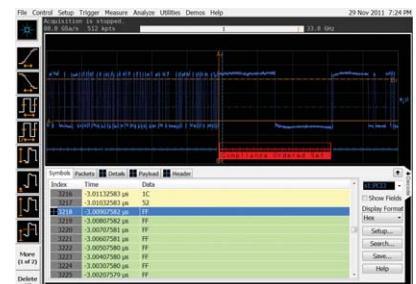 File Control Setup Trigger Measure Analyze Utilities Demos Help 29 Nov 2011 7:24 PM
Acquisition is stopped.
80.0 GSa/s 512 kpts 33.0 GHz
Compliance Ordered Set
Symbols Packets Details Payload Header
Index Time Data
3216 -3.01132583 µs 1C
3217 -3.01032583 µs 52
3218 -3.00907582 µs FF
3219 -3.00807582 µs FF
3220 -3.00707581 µs FF
3221 -3.00607581 µs FF
3222 -3.00507580 µs FF
3223 -3.00407580 µs FF
3224 -3.00307580 µs FF
3225 -3.00207579 µs FF
Show Fields
Display Format
Hex
Setup...
Search...
Save...
Help
More
(1 of 2)
Delete